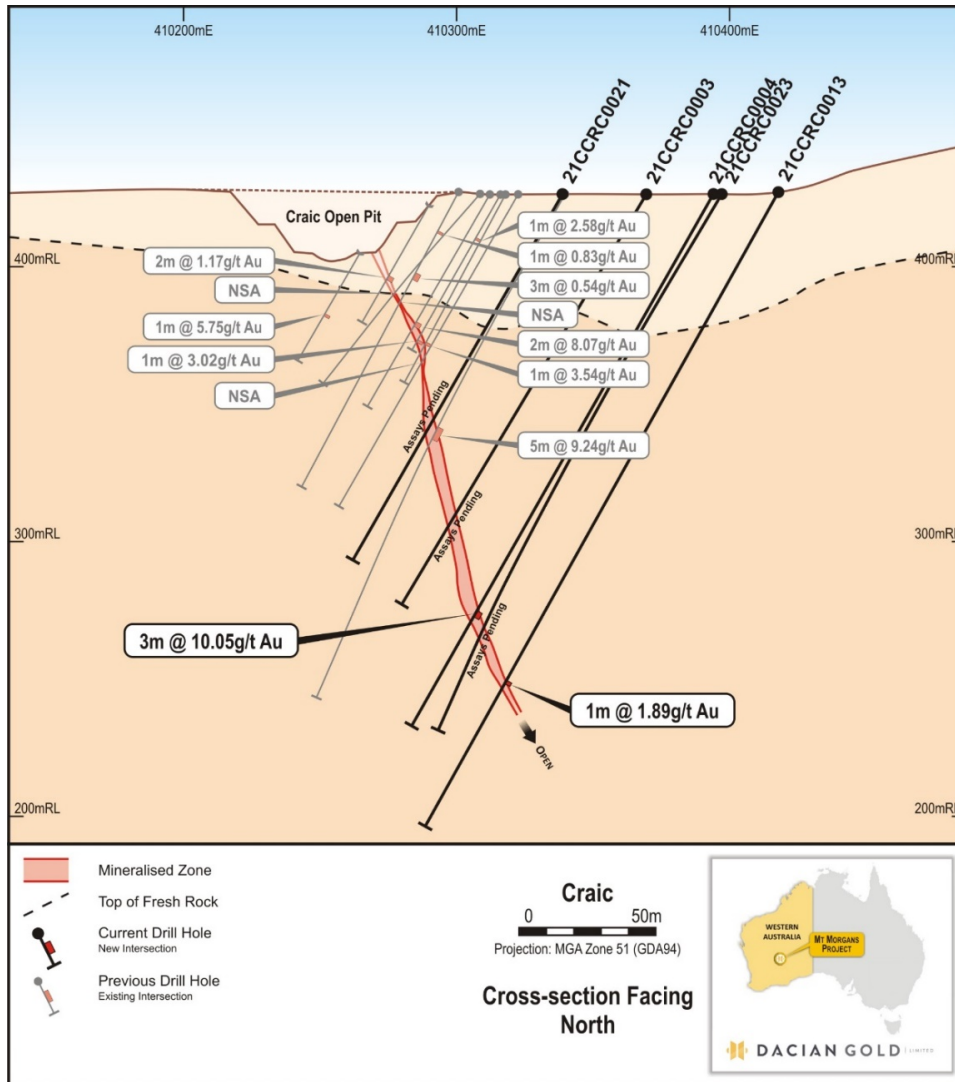 410200mE
410300mE
410400mE
21CCRC0021
21CCRC0003
21CCRC0004
21CCRC0023
21CCRC0013
Craic Open Pit
400mRL
400mRL
2m @ 1.17g/t Au
NSA
1m @ 5.75g/t Au
1m @ 3.02g/t Au
NSA
1m @ 2.58g/t Au
1m @ 0.83g/t Au
3m @ 0.54g/t Au
NSA
2m @ 8.07g/t Au
1m @ 3.54g/t Au
5m @ 9.24g/t Au
Assays Pending
Assays Pending
Assays Pending
300mRL
300mRL
3m @ 10.05g/t Au
1m @ 1.89g/t Au
OPEN
200mRL
200mRL
Mineralised Zone
Top of Fresh Rock
Current Drill Hole
New Intersection
Previous Drill Hole
Existing Intersection
Craic
0 50m
Projection: MGA Zone 51 (GDA94)
Cross-section Facing
North
WESTERN
AUSTRALIA
MT MORGANS
PROJECT
DACIAN GOLD LIMITED